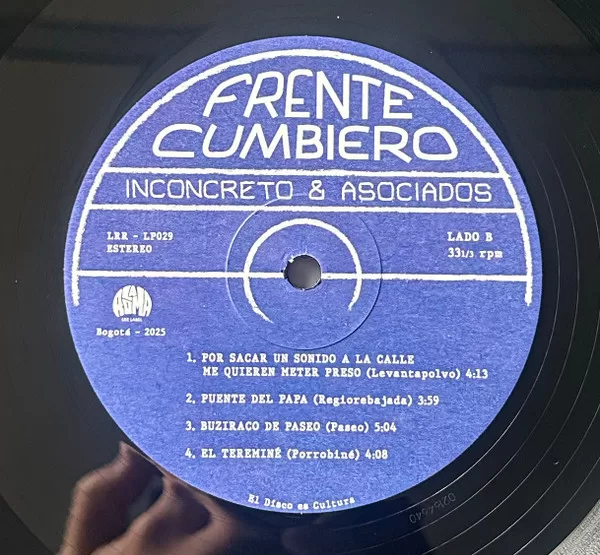 FRENTE
CUMBIERO
INCONCRETO & ASOCIADOS
LRR - LP029
ESTEREO
LADO B
33 1/3 rpm
Bogotá - 2025
1. POR SACAR UN SONIDO A LA CALLE
ME QUIEREN METER PRESO (Levantapolvo) 4:13
2. PUENTE DEL PAPA (Regiorebajada) 3:59
3. BUZIRACO DE PASEO (Paseo) 5:04
4. EL TEREMINÉ (Porrobiné) 4:08
El Disco es Cultura